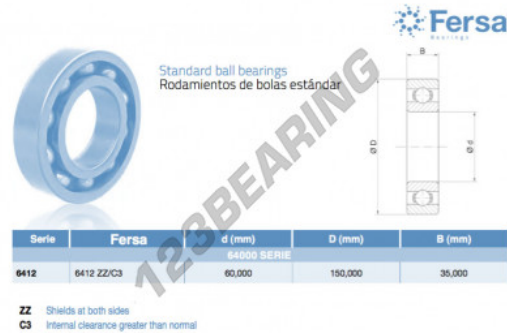 Fersa
Bearings
Standard ball bearings
Rodamientos de bolas estándar
B
Ø D
Ø d
123BEARING
Serie Fersa d (mm) D (mm) B (mm)
64000 SERIE
6412 6412 ZZ/C3 60,000 150,000 35,000
ZZ Shields at both sides
C3 Internal clearance greater than normal